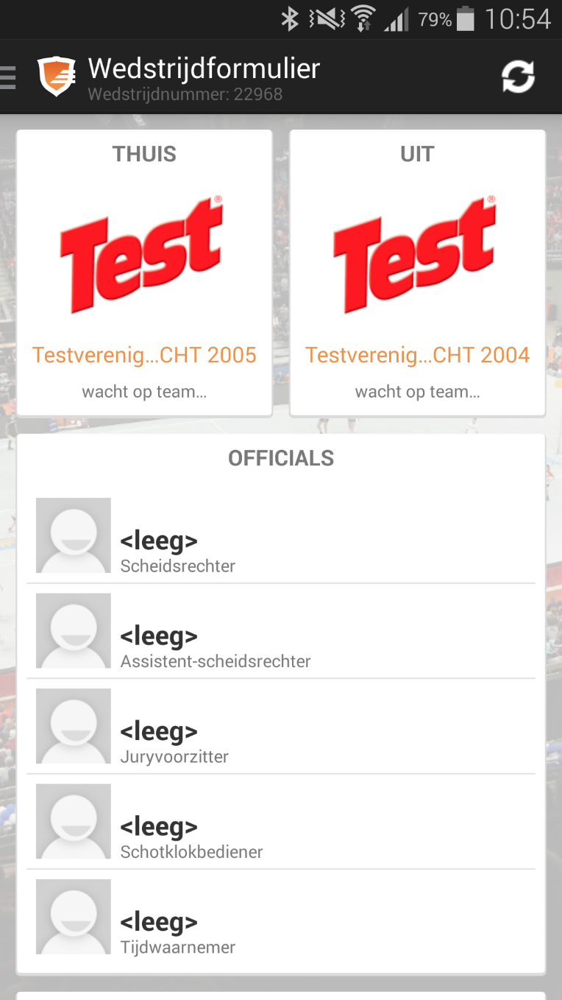 79% 10:54
Wedstrijdformulier
Wedstrijdnummer: 22968
THUIS
Test®
Testverenig...CHT 2005
wacht op team...
UIT
Test®
Testverenig...CHT 2004
wacht op team...
OFFICIALS
<leeg>
Scheidsrechter
<leeg>
Assistent-scheidsrechter
<leeg>
Juryvoorzitter
<leeg>
Schotklokbediener
<leeg>
Tijdwaarnemer